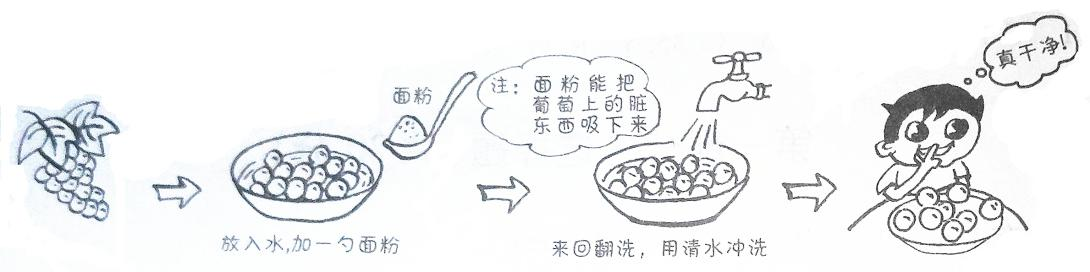 面粉
放入水,加一勺面粉
注：面粉能把
葡萄上的脏
东西吸下来
来回翻洗，用清水冲洗
真干净!